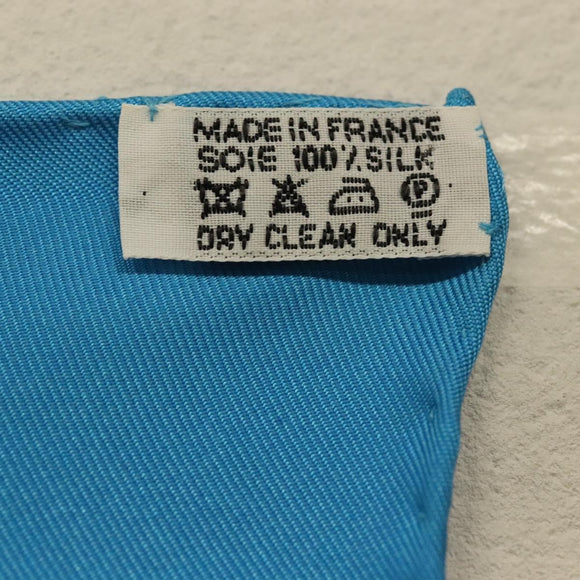 MADE IN FRANCE
SOIE 100% SILK
P
DRY CLEAN ONLY